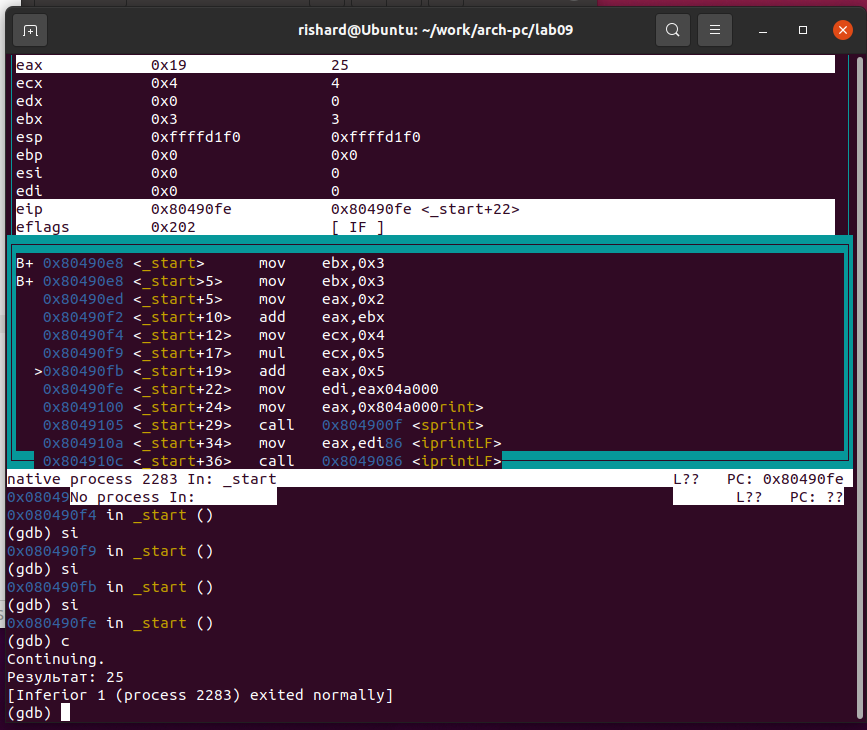 rishard@Ubuntu: ~/work/arch-pc/lab09
eax 0x19 25
ecx 0x4 4
edx 0x0 0
ebx 0x3 3
esp 0xffffd1f0 0xffffd1f0
ebp 0x0 0x0
esi 0x0 0
edi 0x0 0
eip 0x80490fe 0x80490fe <_start+22>
eflags 0x202 [ IF ]
B+ 0x80490e8 <_start> mov ebx,0x3
B+ 0x80490e8 <_start>5> mov ebx,0x3
0x80490ed <_start+5> mov eax,0x2
0x80490f2 <_start+10> add eax,ebx
0x80490f4 <_start+12> mov ecx,0x4
0x80490f9 <_start+17> mul ecx,0x5
>0x80490fb <_start+19> add eax,0x5
0x80490fe <_start+22> mov edi,eax04a000
0x8049100 <_start+24> mov eax,0x804a000rint>
0x8049105 <_start+29> call 0x804900f <sprint>
0x804910a <_start+34> mov eax,edi86 <iprintLF>
0x804910c <_start+36> call 0x8049086 <iprintLF>
native process 2283 In: _start L?? PC: 0x80490fe
0x08049No process In: L?? PC: ??
0x080490f4 in _start ()
(gdb) si
0x080490f9 in _start ()
(gdb) si
0x080490fb in _start ()
(gdb) si
0x080490fe in _start ()
(gdb) c
Continuing.
Результат: 25
[Inferior 1 (process 2283) exited normally]
(gdb)